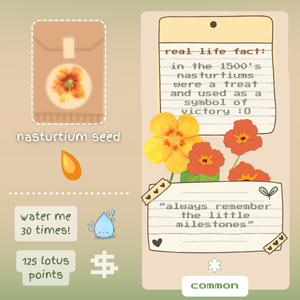 nasturtium seed
water me
30 times!
125 lotus
points
real life fact:
in the 1500's
nasturtiums
were a treat
and used as a
symbol of
victory :O
“always remember
the little
milestones”
common